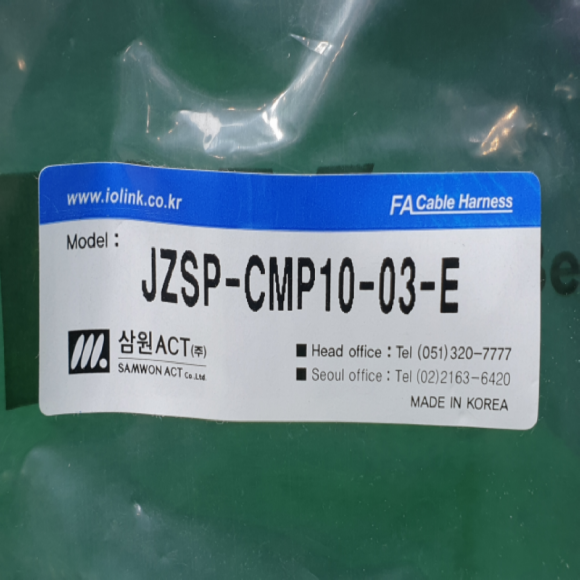 www.iolink.co.kr
FA Cable Harness
Model :
JZSP-CMP10-03-E
삼원ACT(주)
SAMWON ACT Co.,Ltd.
■ Head office : Tel (051)320-7777
■ Seoul office : Tel (02)2163-6420
MADE IN KOREA